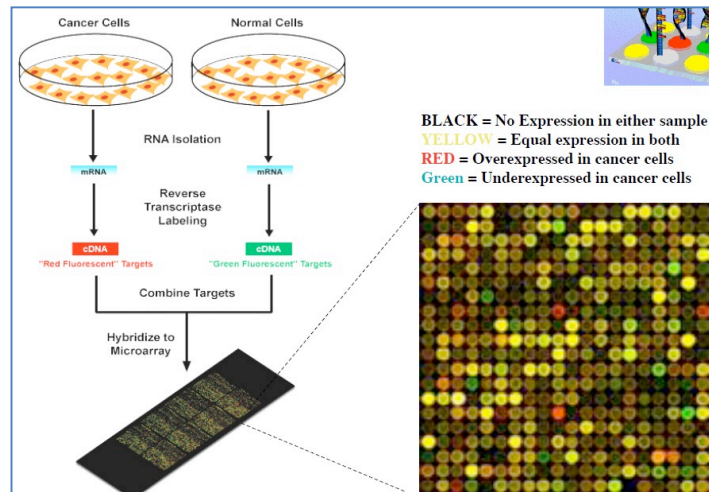 Cancer Cells
Normal Cells
RNA Isolation
mRNA
mRNA
Reverse
Transcriptase
Labeling
cDNA
cDNA
"Red Fluorescent" Targets
"Green Fluorescent" Targets
Combine Targets
Hybridize to
Microarray
BLACK = No Expression in either sample
YELLOW = Equal expression in both
RED = Overexpressed in cancer cells
Green = Underexpressed in cancer cells